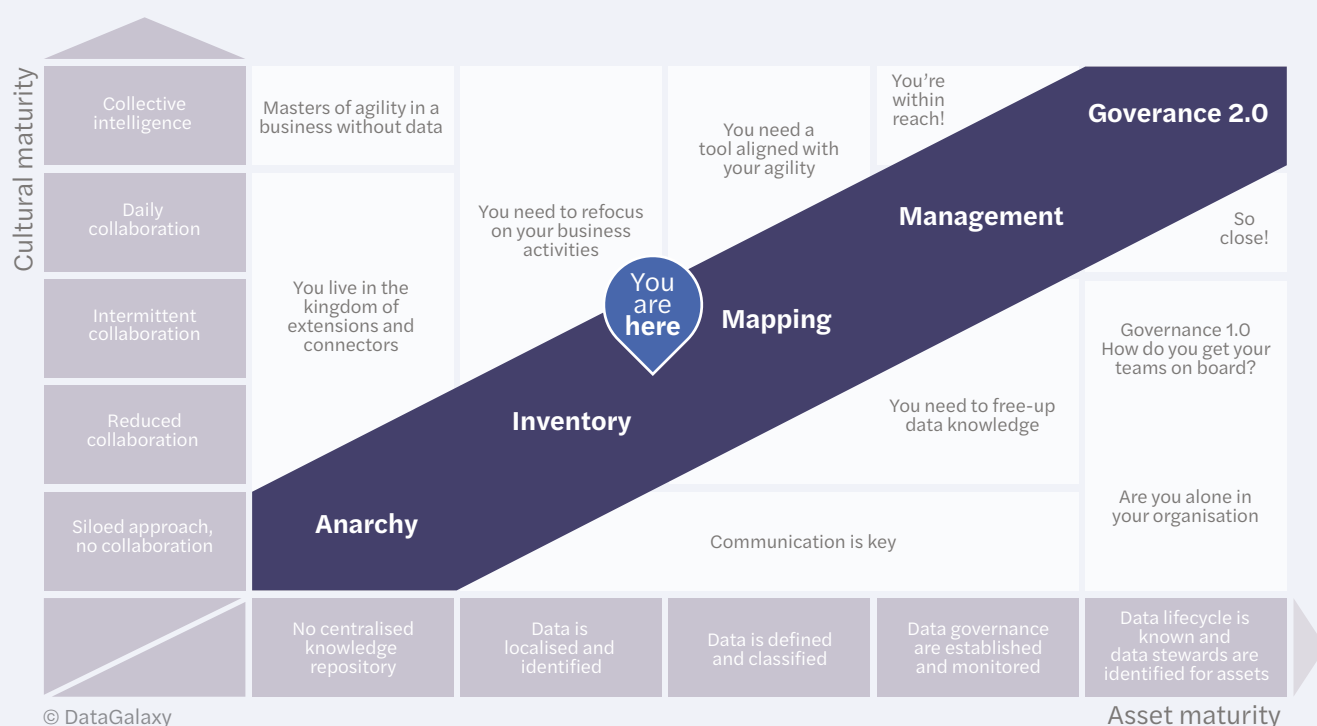 Cultural maturity
Collective
intelligence
Masters of agility in a
business without data
You need a
tool aligned with
your agility
You’re
within
reach!
Goverance 2.0
Daily
collaboration
You need to refocus
on your business
activities
Management
So
close!
Intermittent
collaboration
You live in the
kingdom of
extensions and
connectors
You
are
here
Mapping
Governance 1.0
How do you get your
teams on board?
Reduced
collaboration
Inventory
You need to free-up
data knowledge
Siloed approach,
no collaboration
Anarchy
Communication is key
Are you alone in
your organisation
No centralised
knowledge
repository
Data is
localised and
identified
Data is defined
and classified
Data governance
are established
and monitored
Data lifecycle is
known and
data stewards are
identified for assets
© DataGalaxy
Asset maturity